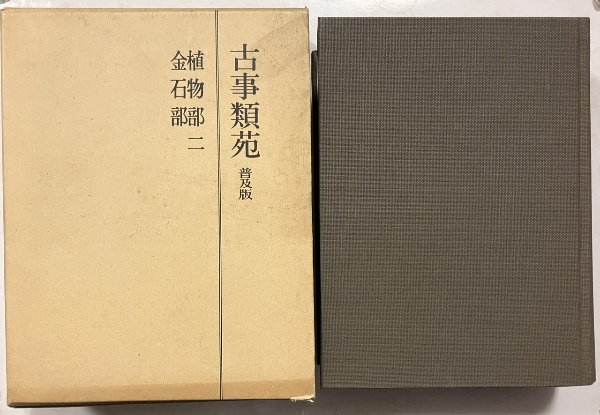 古事類苑 普及版
植物部 二
金石部